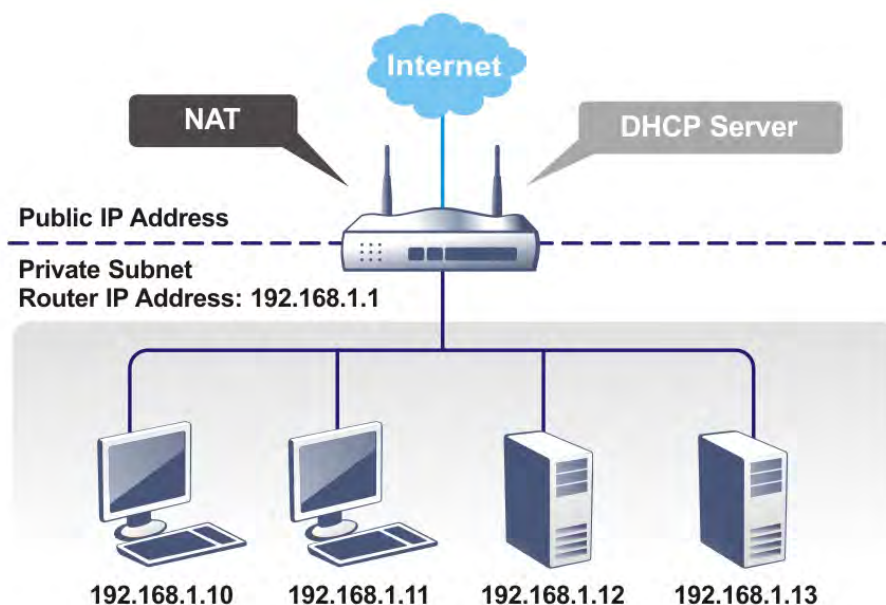 Internet
NAT
DHCP Server
Public IP Address
Private Subnet
Router IP Address: 192.168.1.1
192.168.1.10
192.168.1.11
192.168.1.12
192.168.1.13